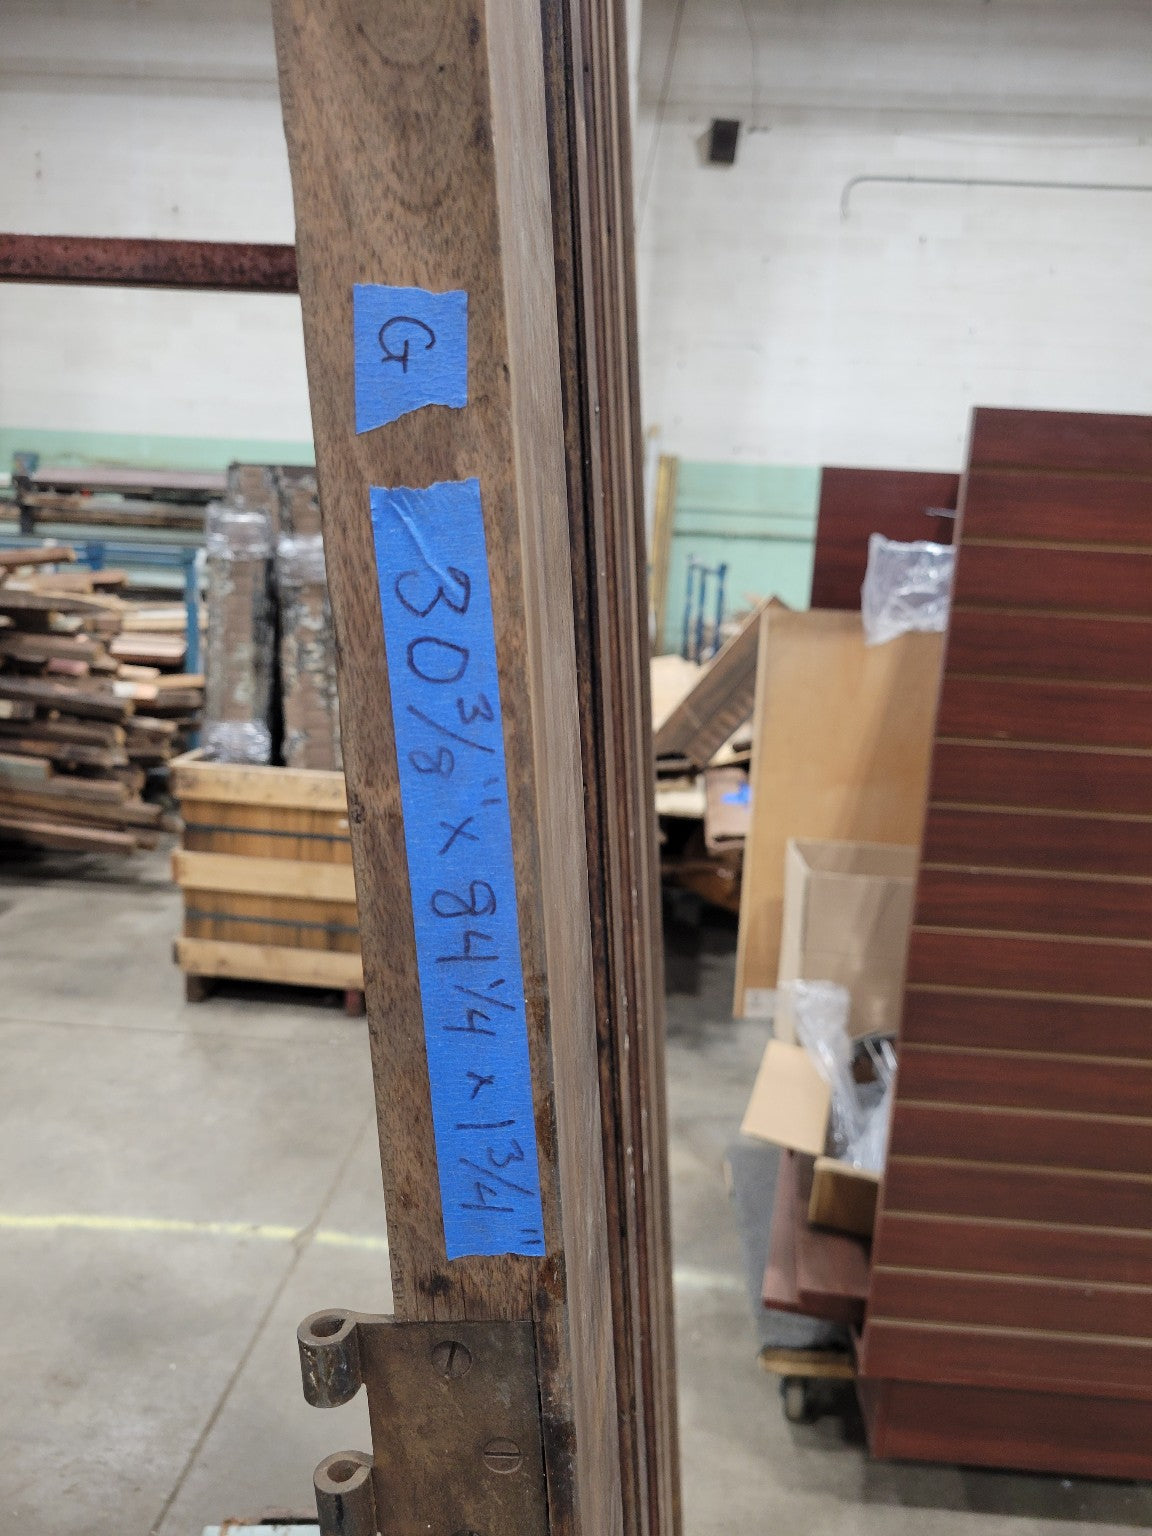 G
30 3/8" x 84 1/4 x 1 3/4"